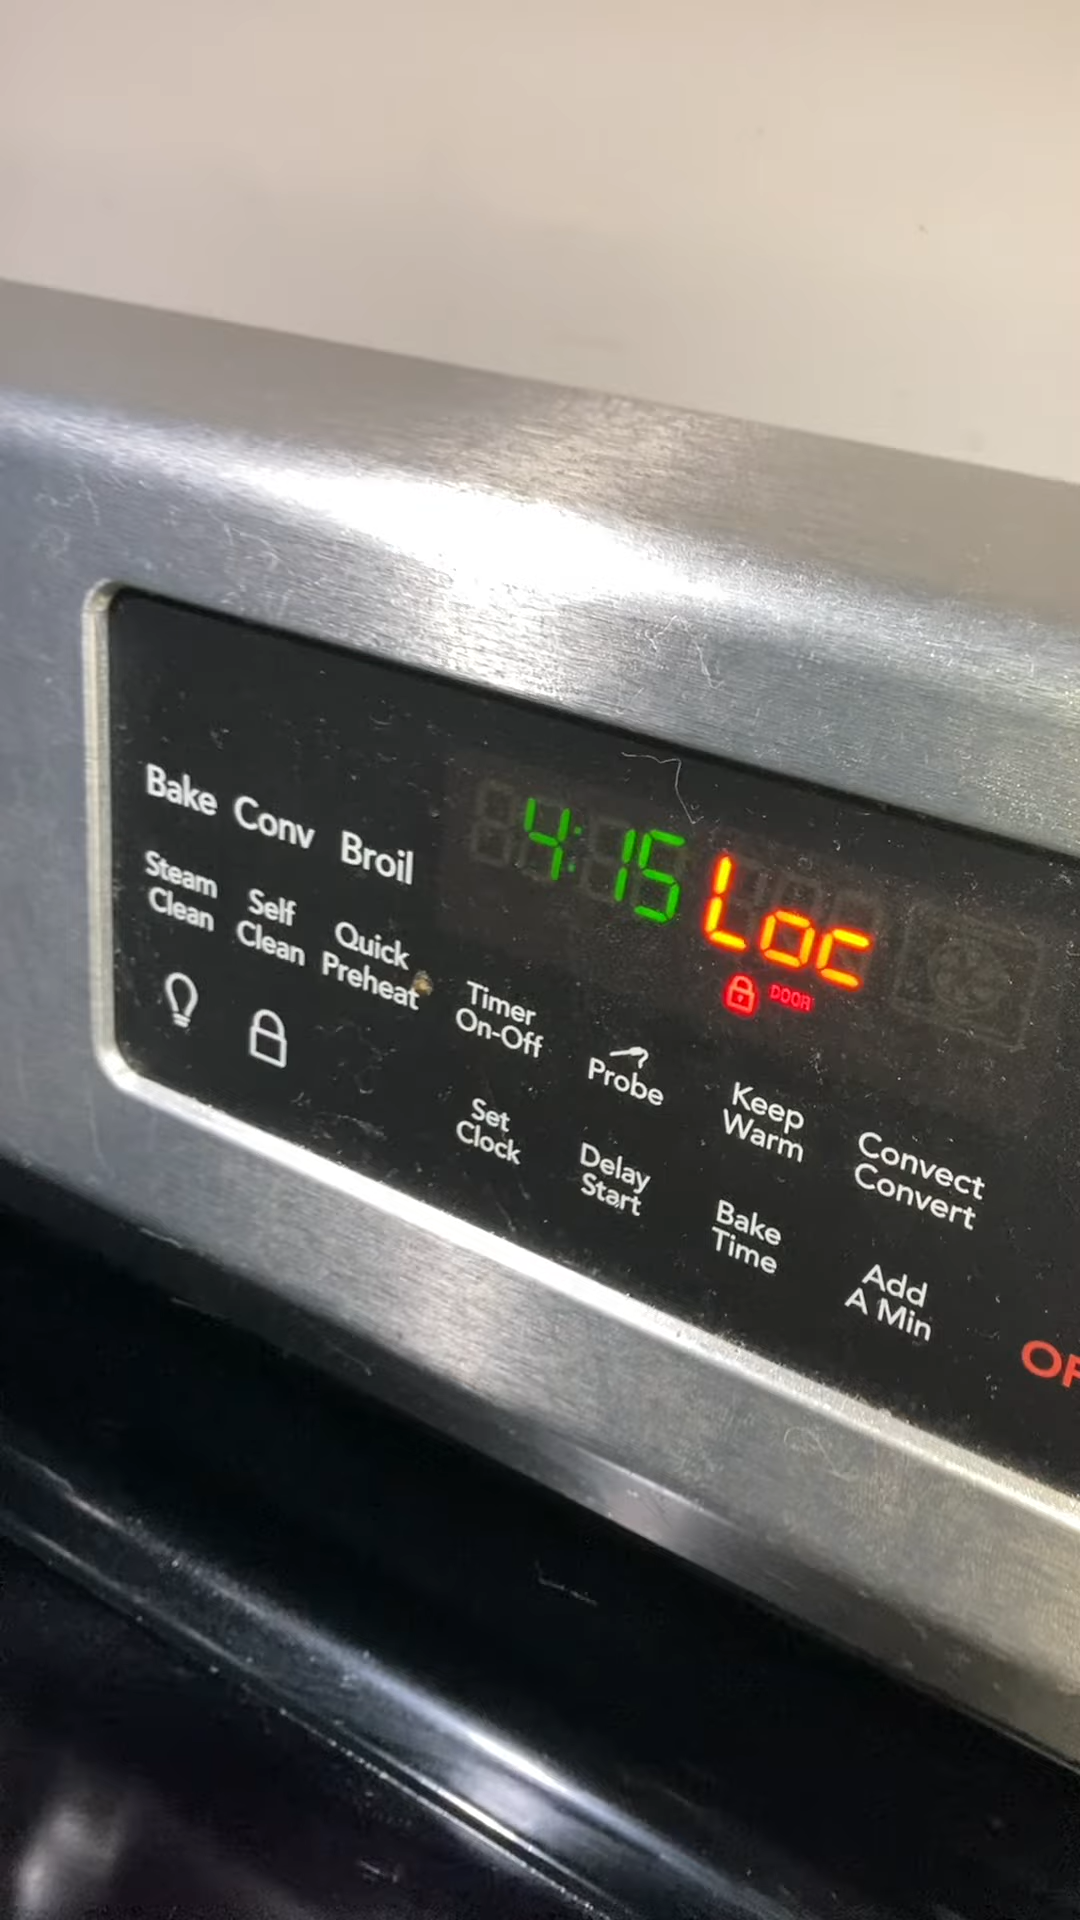 4:15 Loc
DOOR
Bake Conv Broil
Steam Clean
Self Clean
Quick Preheat
Timer On-Off
Probe
Keep Warm
Convect Convert
Set Clock
Delay Start
Bake Time
Add A Min